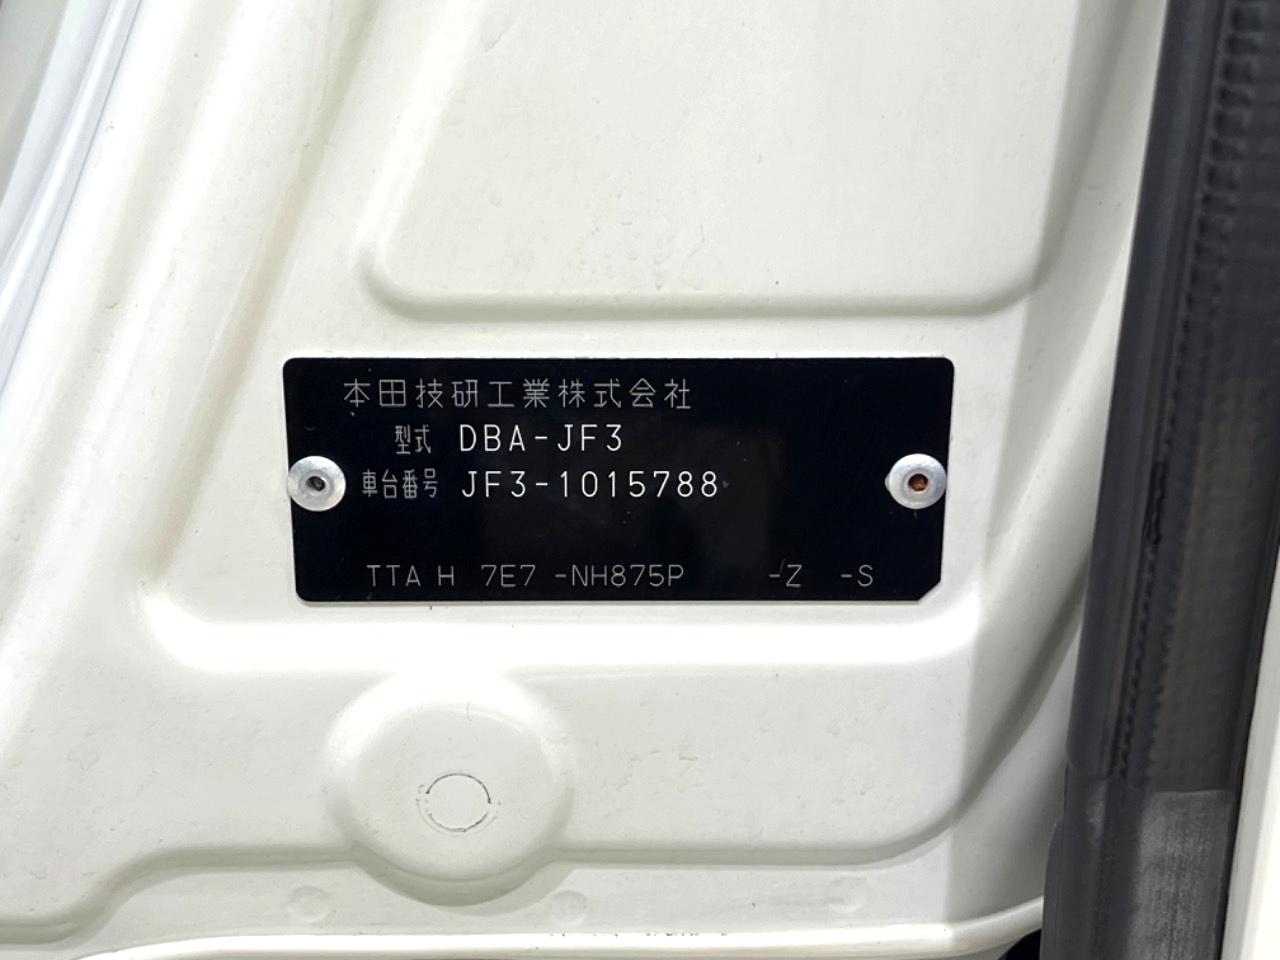 本田技研工業株式会社
型式 DBA-JF3
車台番号 JF3-1015788
TTA H 7E7 -NH875P -Z -S